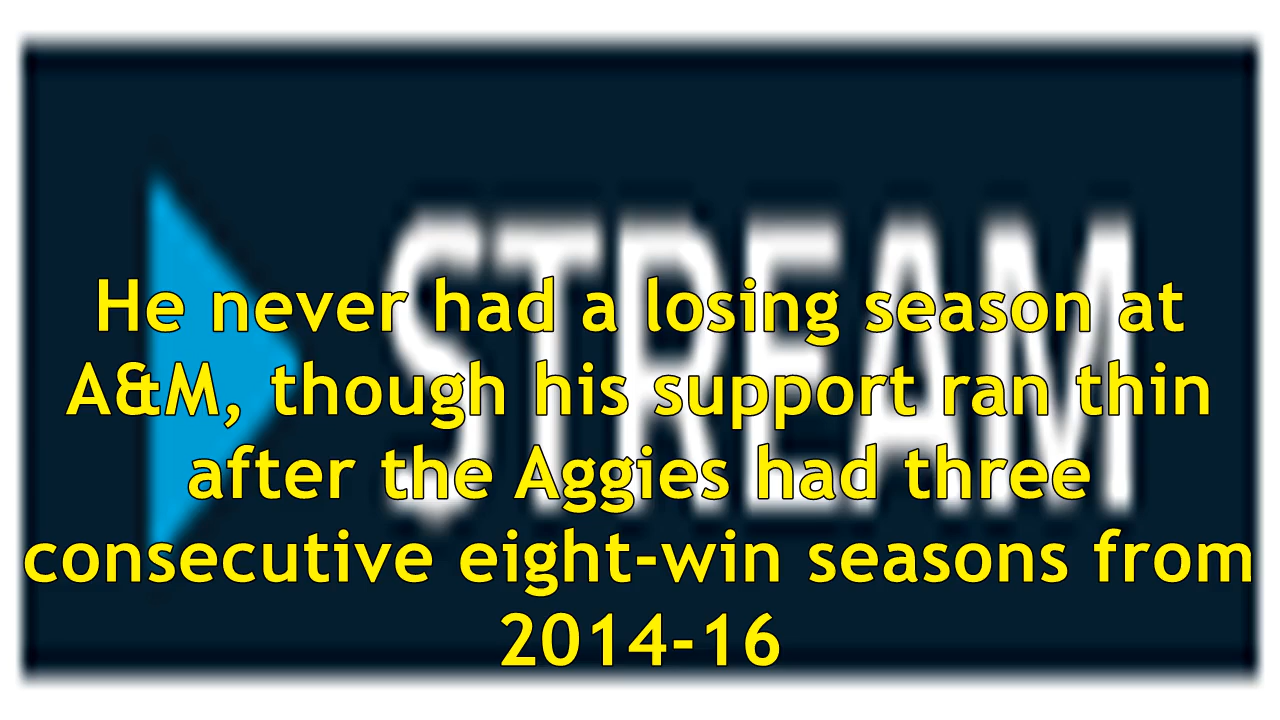 STREAM
He never had a losing season at
A&M, though his support ran thin
after the Aggies had three
consecutive eight-win seasons from
2014-16